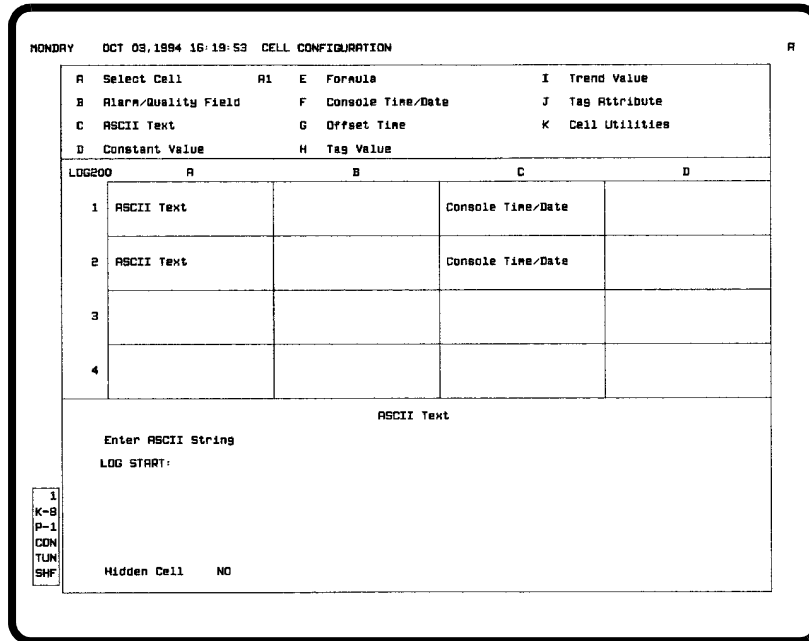 MONDAY OCT 03,1994 16:19:53 CELL CONFIGURATION R
A Select Cell A1 E Formula I Trend Value
B Alarm/Quality Field F Console Time/Date J Tag Attribute
C ASCII Text G Offset Time K Cell Utilities
D Constant Value H Tag Value
LOG200 A B C D
1 ASCII Text Console Time/Date
2 ASCII Text Console Time/Date
3
4
ASCII Text
Enter ASCII String
LOG START:
1
K-8
P-1
CON
TUN
SHF
Hidden Cell NO